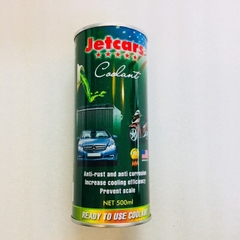 Jetcars
Coolant
Anti-rust and anti corrosion
Increase cooling efficiency
Prevent scale
NET 500ml
READY TO USE COOLANT